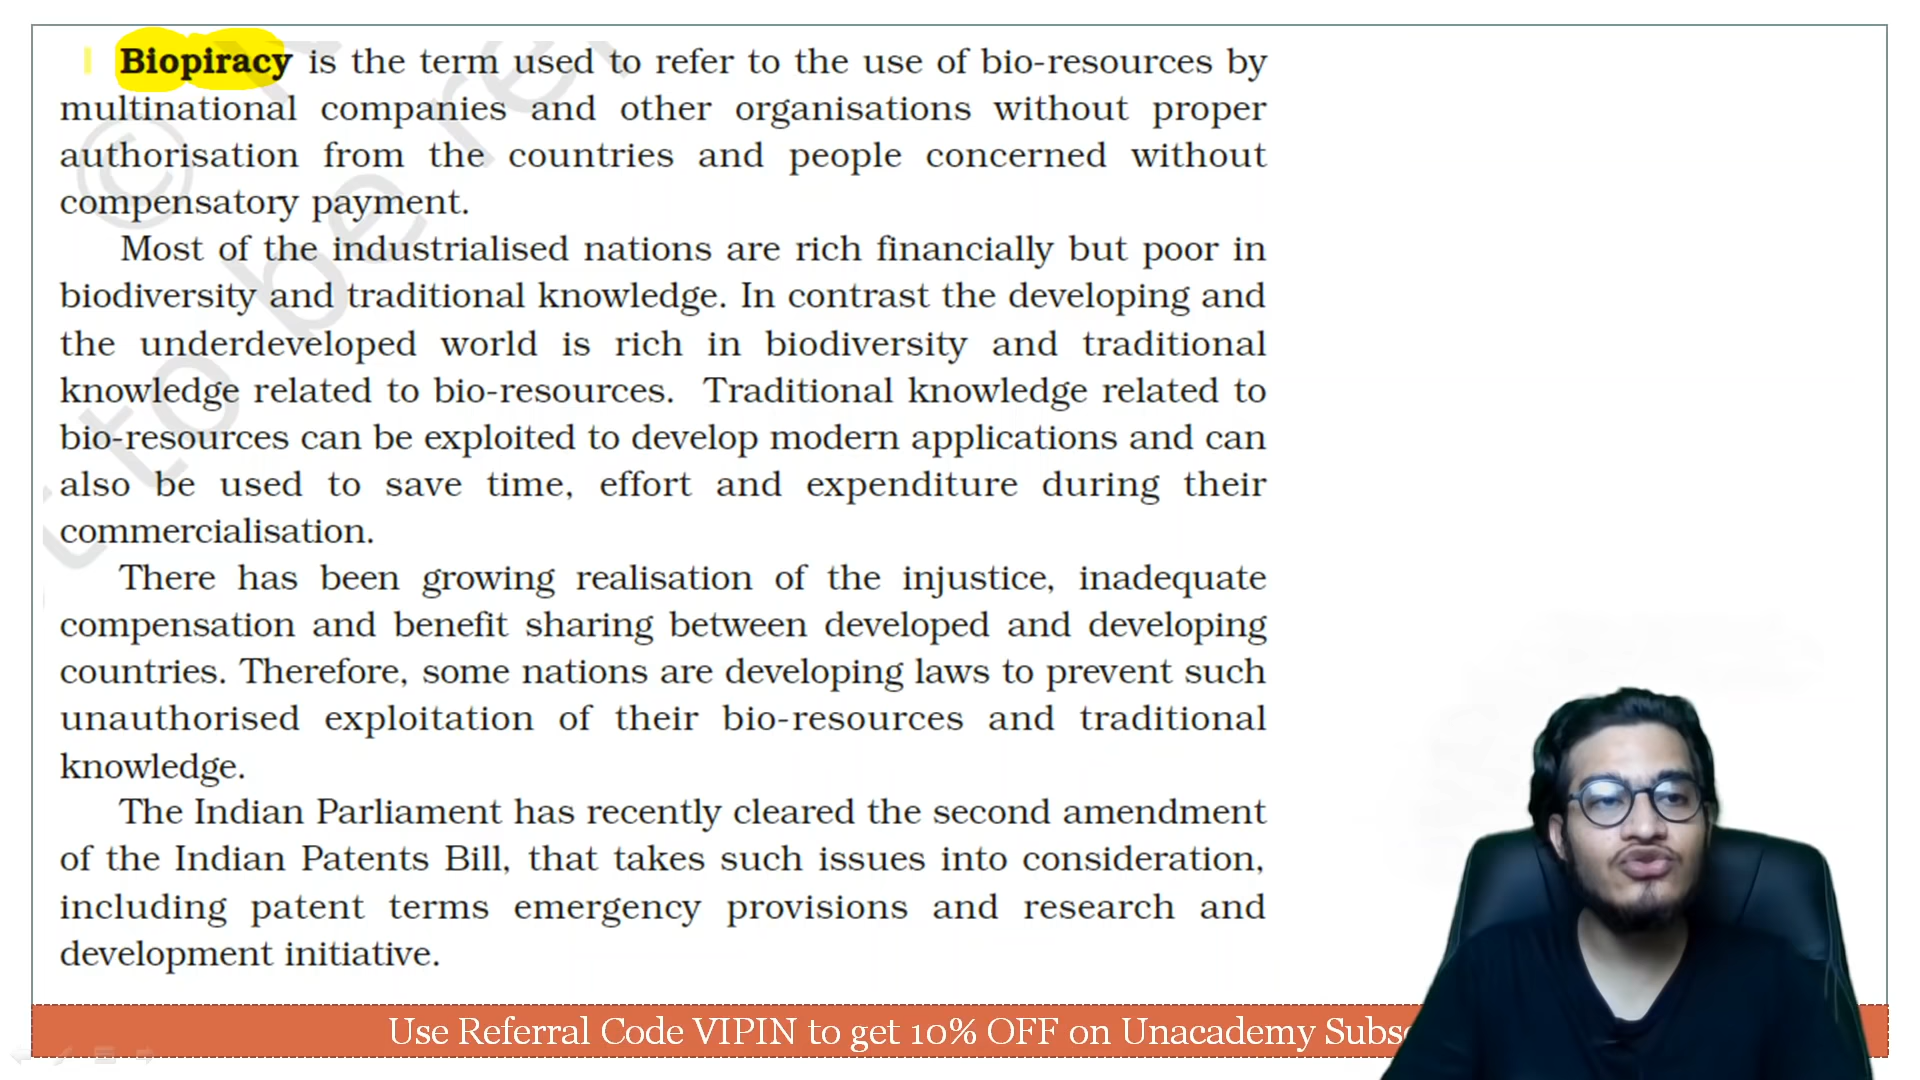 Biopiracy is the term used to refer to the use of bio-resources by
multinational companies and other organisations without proper
authorisation from the countries and people concerned without
compensatory payment.
Most of the industrialised nations are rich financially but poor in
biodiversity and traditional knowledge. In contrast the developing and
the underdeveloped world is rich in biodiversity and traditional
knowledge related to bio-resources. Traditional knowledge related to
bio-resources can be exploited to develop modern applications and can
also be used to save time, effort and expenditure during their
commercialisation.
There has been growing realisation of the injustice, inadequate
compensation and benefit sharing between developed and developing
countries. Therefore, some nations are developing laws to prevent such
unauthorised exploitation of their bio-resources and traditional
knowledge.
The Indian Parliament has recently cleared the second amendment
of the Indian Patents Bill, that takes such issues into consideration,
including patent terms emergency provisions and research and
development initiative.
Use Referral Code VIPIN to get 10% OFF on Unacademy